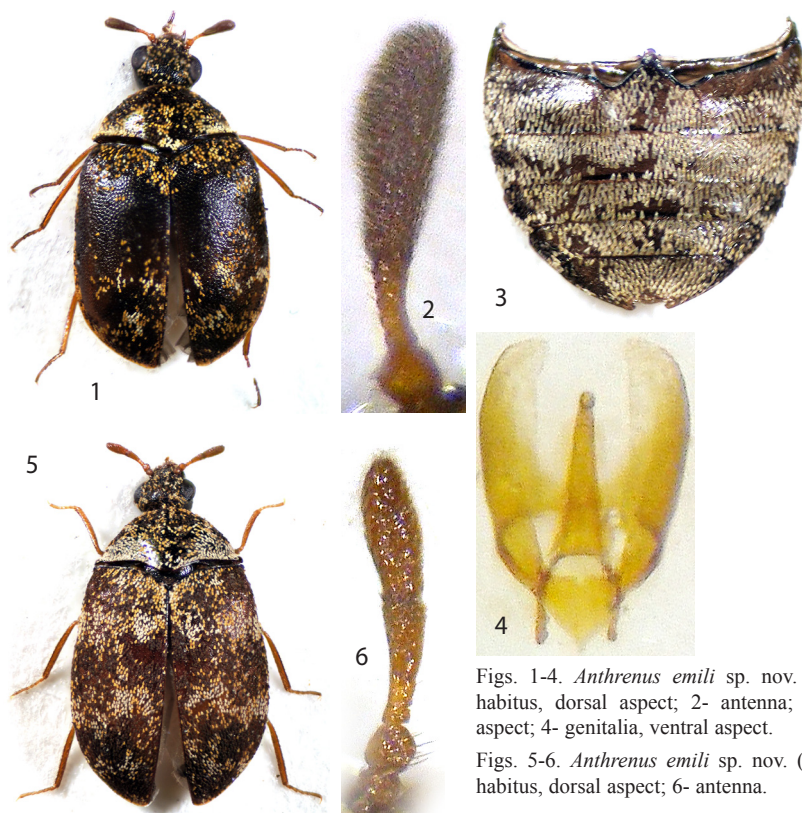 1
2
3
4
5
6
Figs. 1-4. Anthrenus emili sp. nov.
habitus, dorsal aspect; 2- antenna;
aspect; 4- genitalia, ventral aspect.
Figs. 5-6. Anthrenus emili sp. nov. (
habitus, dorsal aspect; 6- antenna.